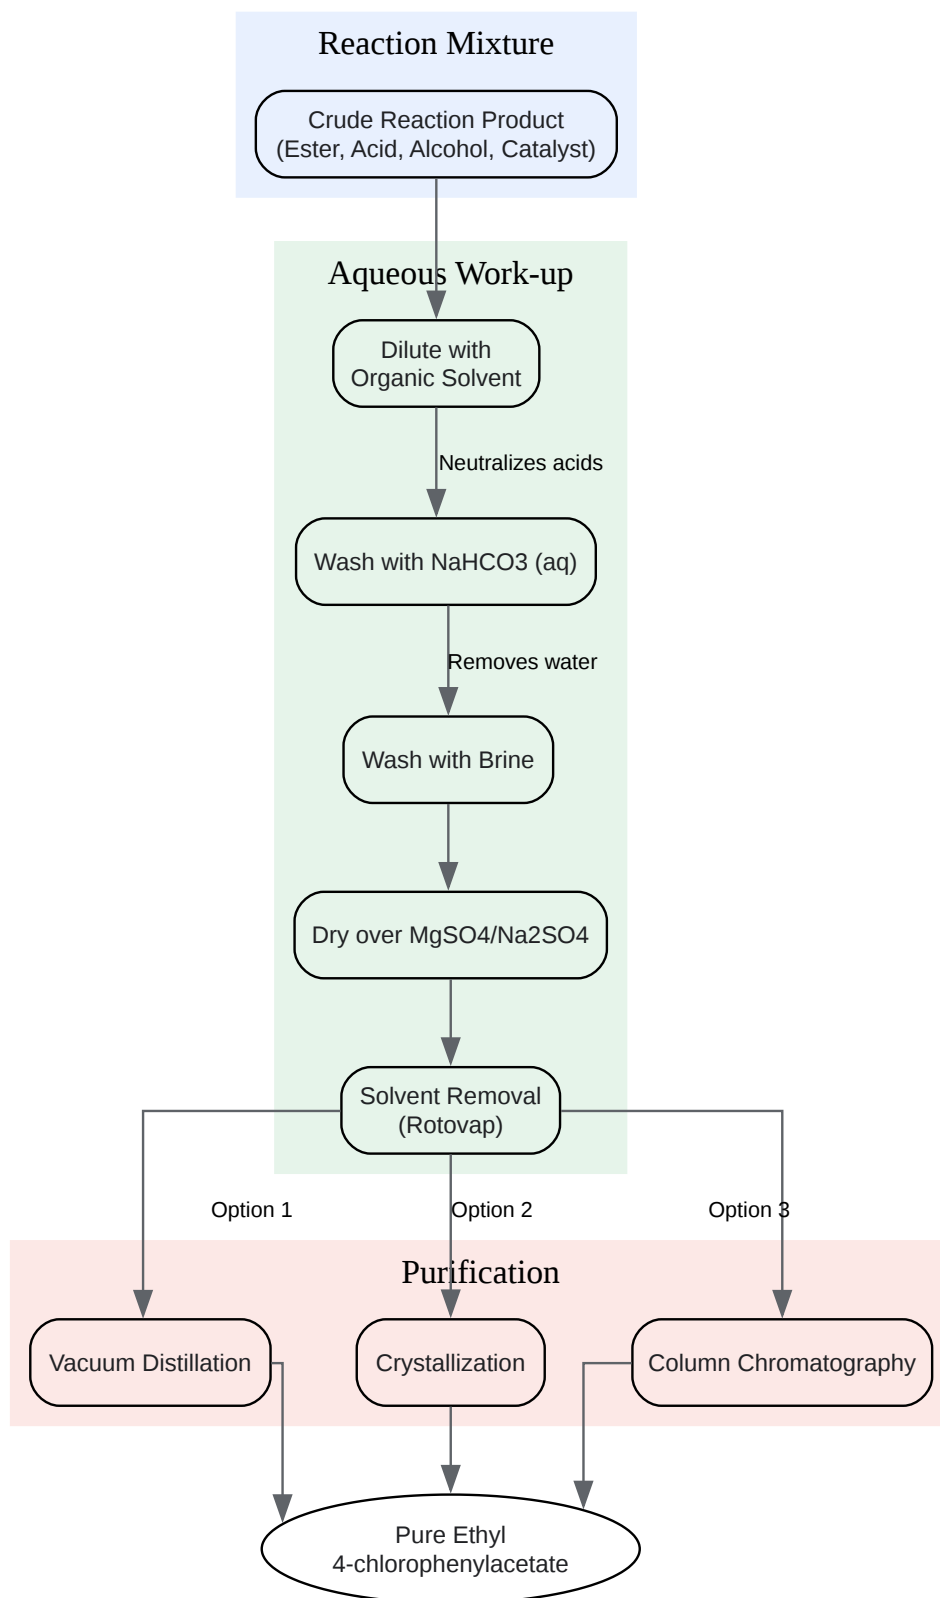 Reaction Mixture
Crude Reaction Product
(Ester, Acid, Alcohol, Catalyst)
Aqueous Work-up
Dilute with
Organic Solvent
Neutralizes acids
Wash with NaHCO3 (aq)
Removes water
Wash with Brine
Dry over MgSO4/Na2SO4
Solvent Removal
(Rotovap)
Option 1
Option 2
Option 3
Purification
Vacuum Distillation
Crystallization
Column Chromatography
Pure Ethyl
4-chlorophenylacetate